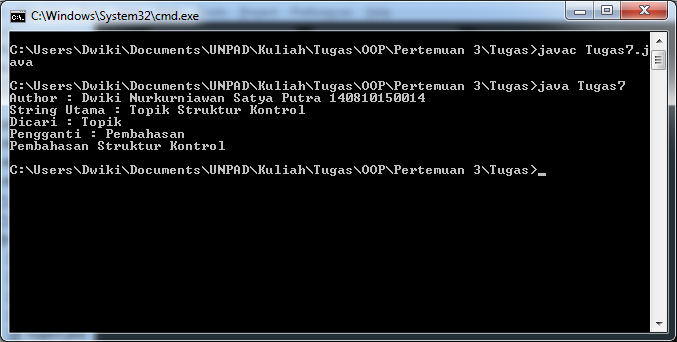 C:\Windows\System32\cmd.exe
C:\Users\Dwiki\Documents\UNPAD\Kuliah\Tugas\OOP\Pertemuan 3\Tugas>javac Tugas7.j
ava
C:\Users\Dwiki\Documents\UNPAD\Kuliah\Tugas\OOP\Pertemuan 3\Tugas>java Tugas7
Author : Dwiki Nurkurniawan Satya Putra 140810150014
String Utama : Topik Struktur Kontrol
Dicari : Topik
Pengganti : Pembahasan
Pembahasan Struktur Kontrol
C:\Users\Dwiki\Documents\UNPAD\Kuliah\Tugas\OOP\Pertemuan 3\Tugas>_